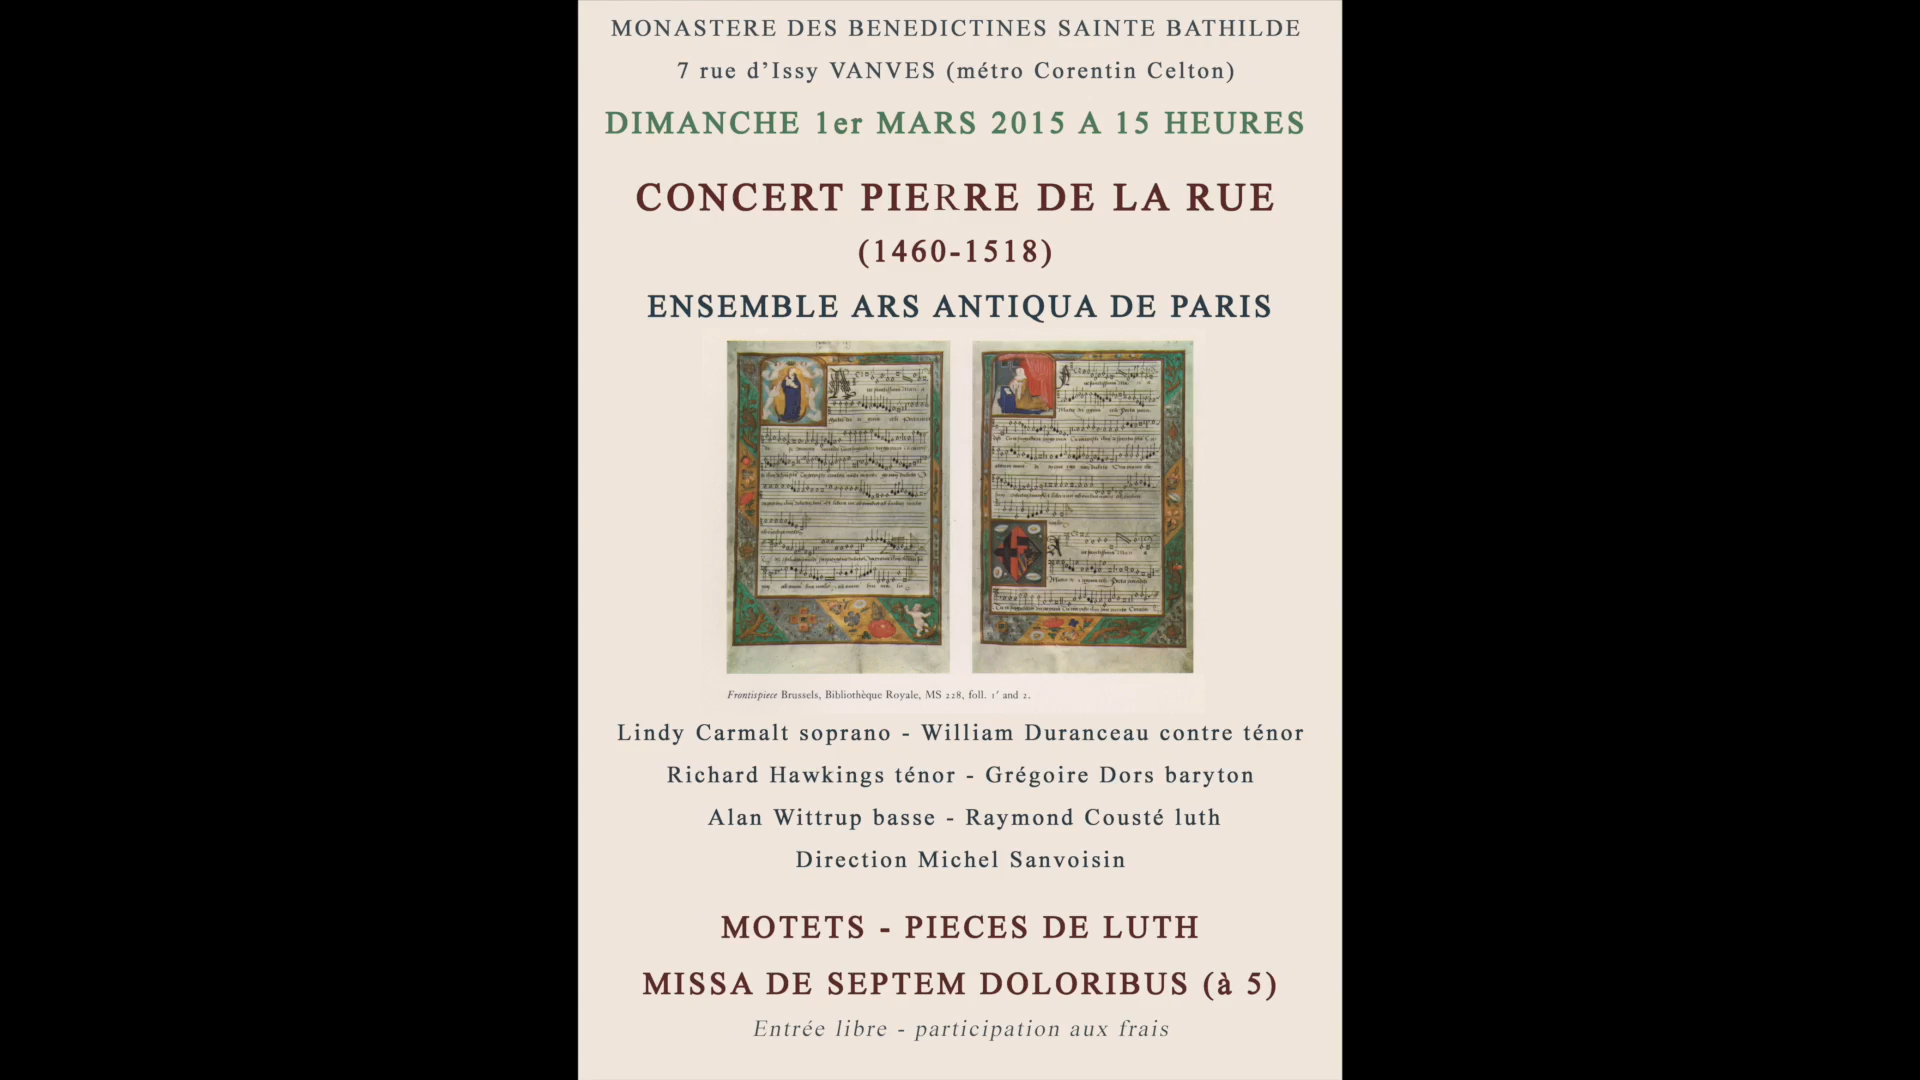 MONASTERE DES BENEDICTINES SAINTE BATHILDE
7 rue d'Issy VANVES (métro Corentin Celton)
DIMANCHE 1er MARS 2015 A 15 HEURES
CONCERT PIERRE DE LA RUE
(1460-1518)
ENSEMBLE ARS ANTIQUA DE PARIS
Frontispiece Brussels, Bibliothèque Royale, MS 228, foll. 1ᵛ and 2.
Lindy Carmalt soprano - William Duranceau contre ténor
Richard Hawkings ténor - Grégoire Dors baryton
Alan Wittrup basse - Raymond Cousté luth
Direction Michel Sanvoisin
MOTETS - PIECES DE LUTH
MISSA DE SEPTEM DOLORIBUS (à 5)
Entrée libre - participation aux frais